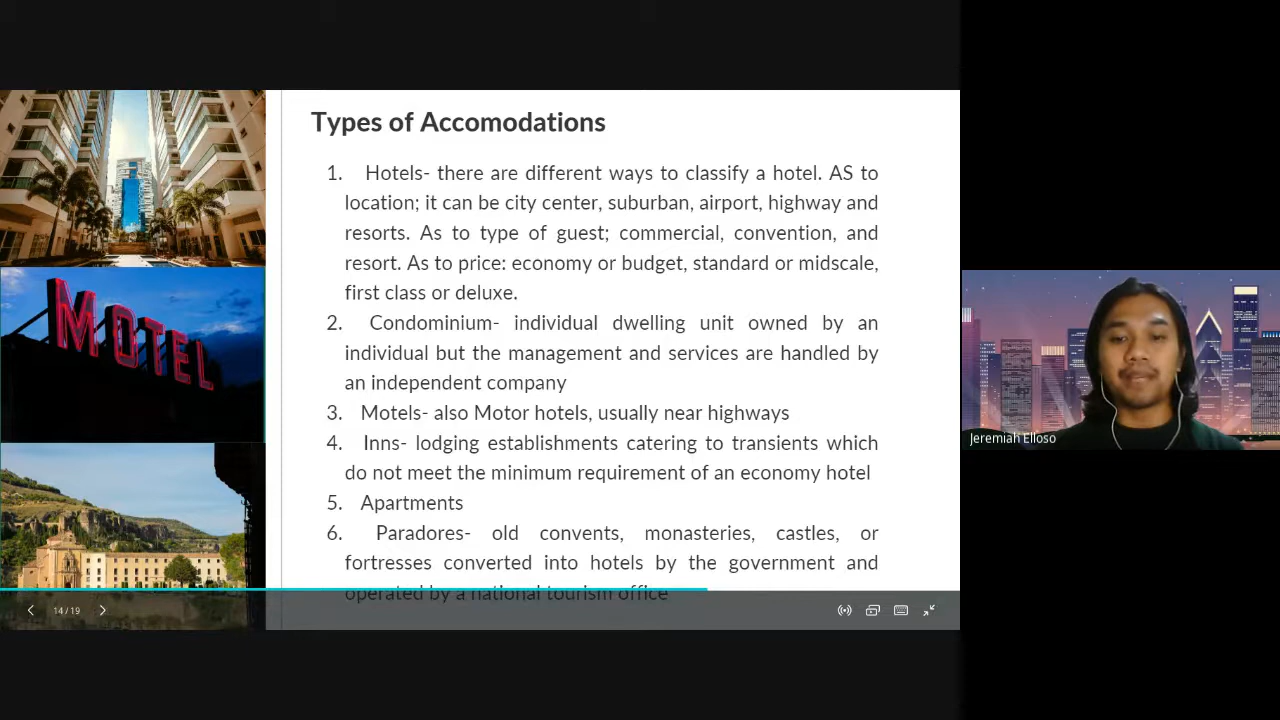 Types of Accomodations
1. Hotels- there are different ways to classify a hotel. AS to
location; it can be city center, suburban, airport, highway and
resorts. As to type of guest; commercial, convention, and
resort. As to price: economy or budget, standard or midscale,
first class or deluxe.
2. Condominium- individual dwelling unit owned by an
individual but the management and services are handled by
an independent company
3. Motels- also Motor hotels, usually near highways
4. Inns- lodging establishments catering to transients which
do not meet the minimum requirement of an economy hotel
5. Apartments
6. Paradores- old convents, monasteries, castles, or
fortresses converted into hotels by the government and
operated by a national tourism office
MOTEL
14 / 19
Jeremiah Elloso